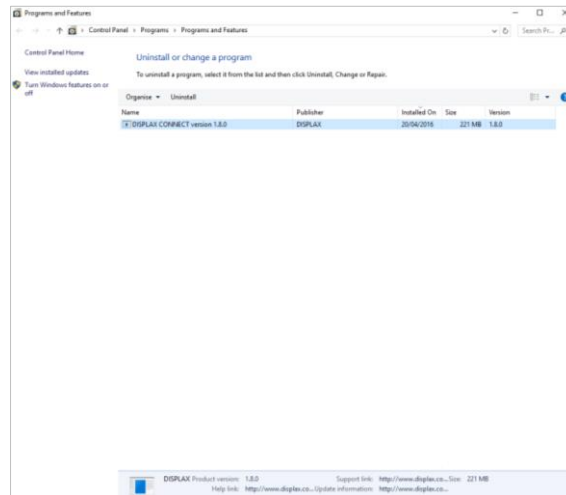 Programs and Features
Control Panel › Programs › Programs and Features
Search Pr...
Control Panel Home
View installed updates
Turn Windows features on or
off
Uninstall or change a program
To uninstall a program, select it from the list and then click Uninstall, Change or Repair.
Organise Uninstall
Name Publisher Installed On Size Version
DISPLAX CONNECT version 1.8.0 DISPLAX 20/04/2016 221 MB 1.8.0
DISPLAX Product version: 1.8.0 Support link: http://www.displax.co... Size: 221 MB
Help link: http://www.displax.co... Update information: http://www.displax.co...